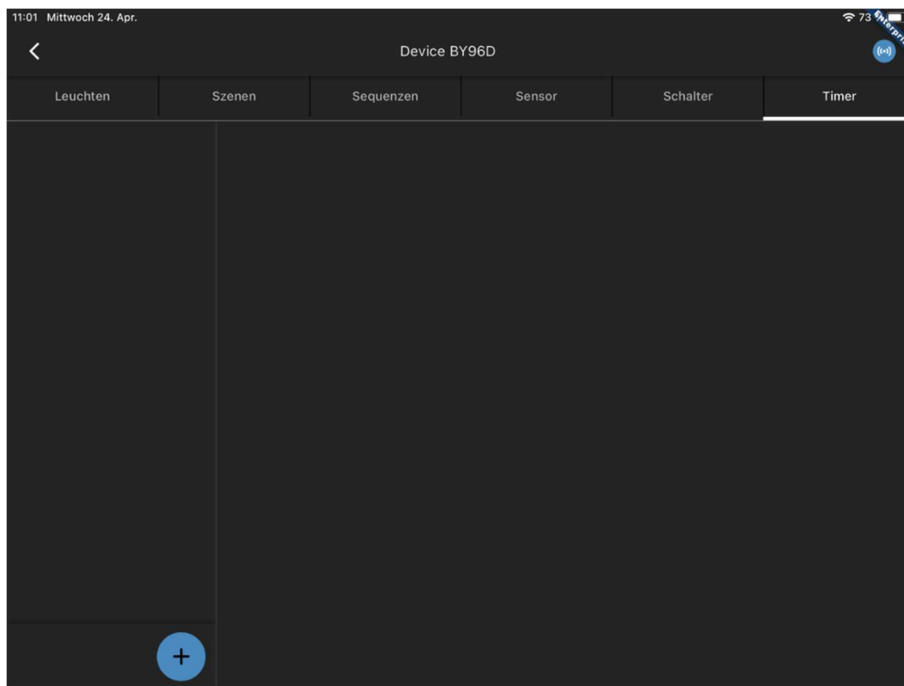 11:01 Mittwoch 24. Apr.
73
Device BY96D
Leuchten
Szenen
Sequenzen
Sensor
Schalter
Timer